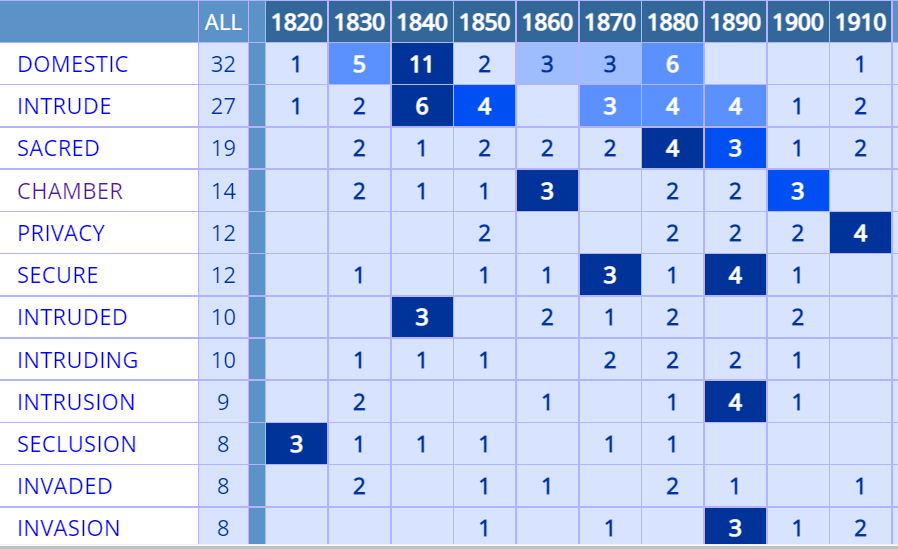 ALL 1820 1830 1840 1850 1860 1870 1880 1890 1900 1910
DOMESTIC 32 1 5 11 2 3 3 6 1
INTRUDE 27 1 2 6 4 3 4 4 1 2
SACRED 19 2 1 2 2 2 4 3 1 2
CHAMBER 14 2 1 1 3 2 2 3
PRIVACY 12 2 2 2 2 4
SECURE 12 1 1 1 3 1 4 1
INTRUDED 10 3 2 1 2 2
INTRUDING 10 1 1 1 2 2 2 1
INTRUSION 9 2 1 1 4 1
SECLUSION 8 3 1 1 1 1 1
INVADED 8 2 1 1 2 1 1
INVASION 8 1 1 3 1 2